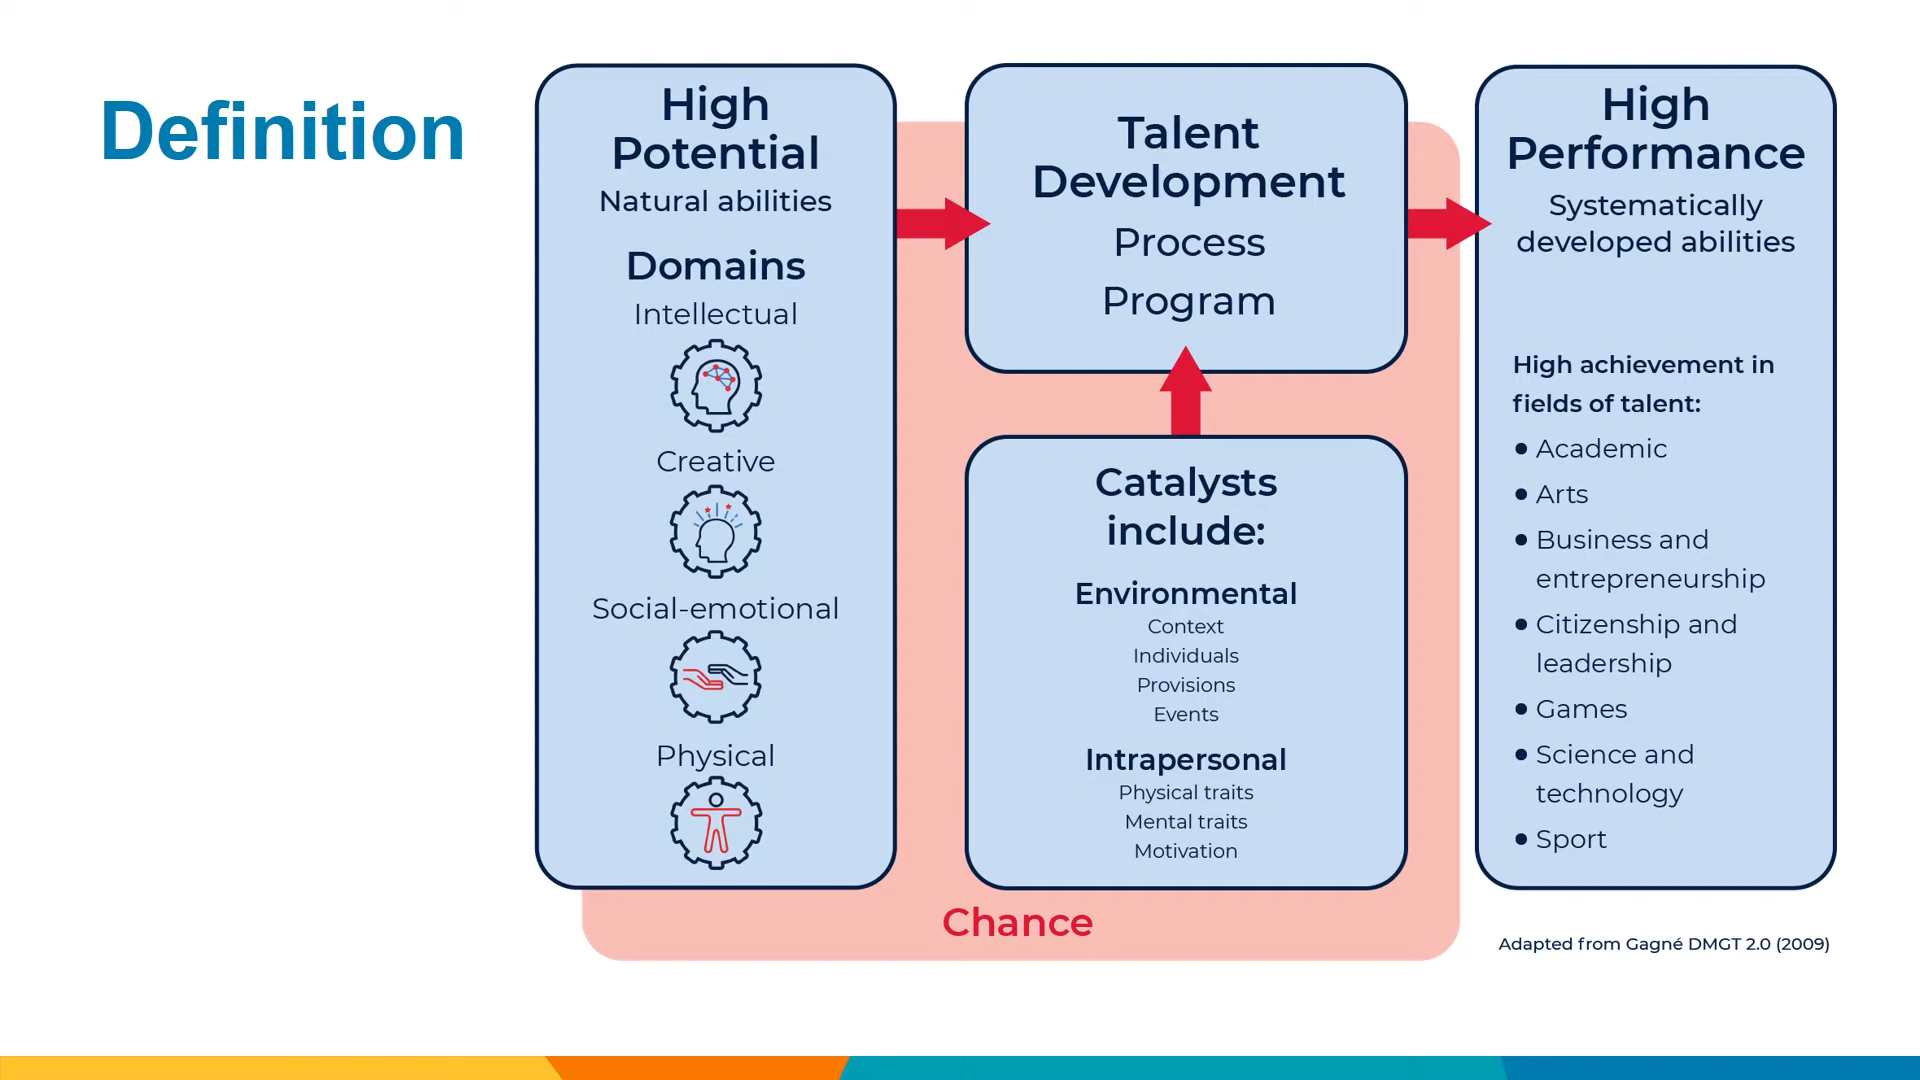 Definition
High
Potential
Natural abilities
Domains
Intellectual
Creative
Social-emotional
Physical
Talent
Development
Process
Program
Catalysts
include:
Environmental
Context
Individuals
Provisions
Events
Intrapersonal
Physical traits
Mental traits
Motivation
Chance
High
Performance
Systematically
developed abilities
High achievement in
fields of talent:
• Academic
• Arts
• Business and
entrepreneurship
• Citizenship and
leadership
• Games
• Science and
technology
• Sport
Adapted from Gagné DMGT 2.0 (2009)